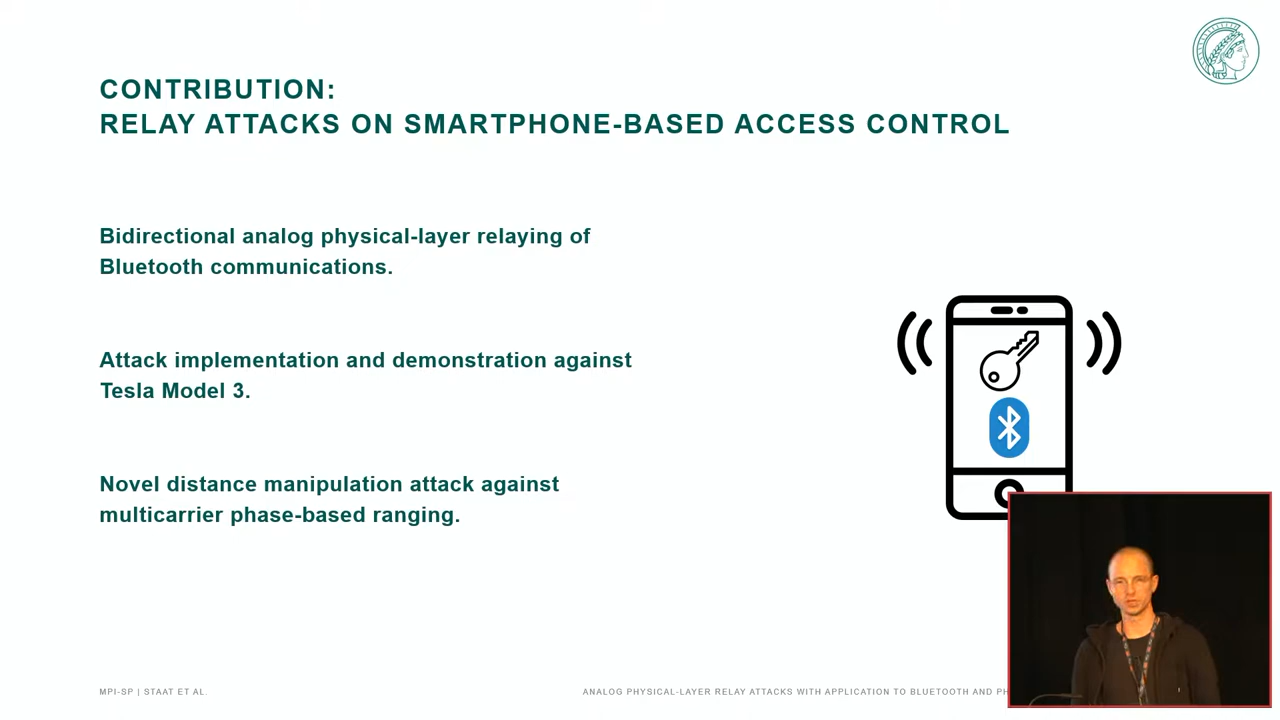 CONTRIBUTION:
RELAY ATTACKS ON SMARTPHONE-BASED ACCESS CONTROL
Bidirectional analog physical-layer relaying of
Bluetooth communications.
Attack implementation and demonstration against
Tesla Model 3.
Novel distance manipulation attack against
multicarrier phase-based ranging.
MPI-SP | STAAT ET AL.
ANALOG PHYSICAL-LAYER RELAY ATTACKS WITH APPLICATION TO BLUETOOTH AND